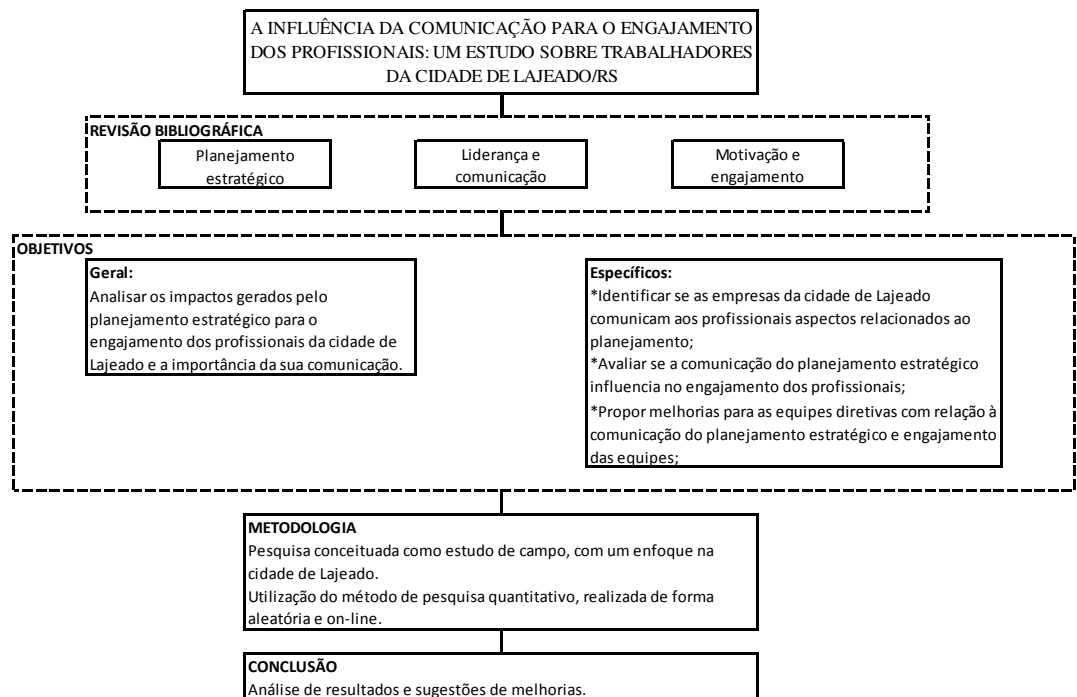 A INFLUÊNCIA DA COMUNICAÇÃO PARA O ENGAJAMENTO
DOS PROFISSIONAIS: UM ESTUDO SOBRE TRABALHADORES
DA CIDADE DE LAJEADO/RS
REVISÃO BIBLIOGRÁFICA
Planejamento
estratégico
Liderança e
comunicação
Motivação e
engajamento
OBJETIVOS
Geral:
Analisar os impactos gerados pelo
planejamento estratégico para o
engajamento dos profissionais da cidade de
Lajeado e a importância da sua comunicação.
Específicos:
*Identificar se as empresas da cidade de Lajeado
comunicam aos profissionais aspectos relacionados ao
planejamento;
*Avaliar se a comunicação do planejamento estratégico
influencia no engajamento dos profissionais;
*Propor melhorias para as equipes diretivas com relação à
comunicação do planejamento estratégico e engajamento
das equipes;
METODOLOGIA
Pesquisa conceituada como estudo de campo, com um enfoque na
cidade de Lajeado.
Utilização do método de pesquisa quantitativo, realizada de forma
aleatória e on-line.
CONCLUSÃO
Análise de resultados e sugestões de melhorias.